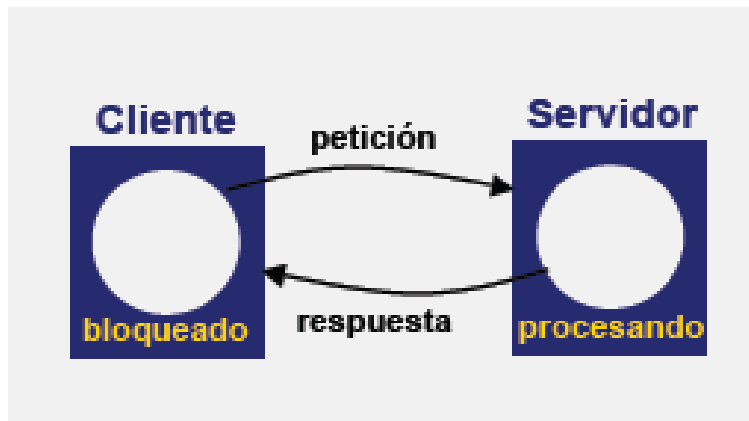 Cliente
Servidor
petición
respuesta
bloqueado
procesando